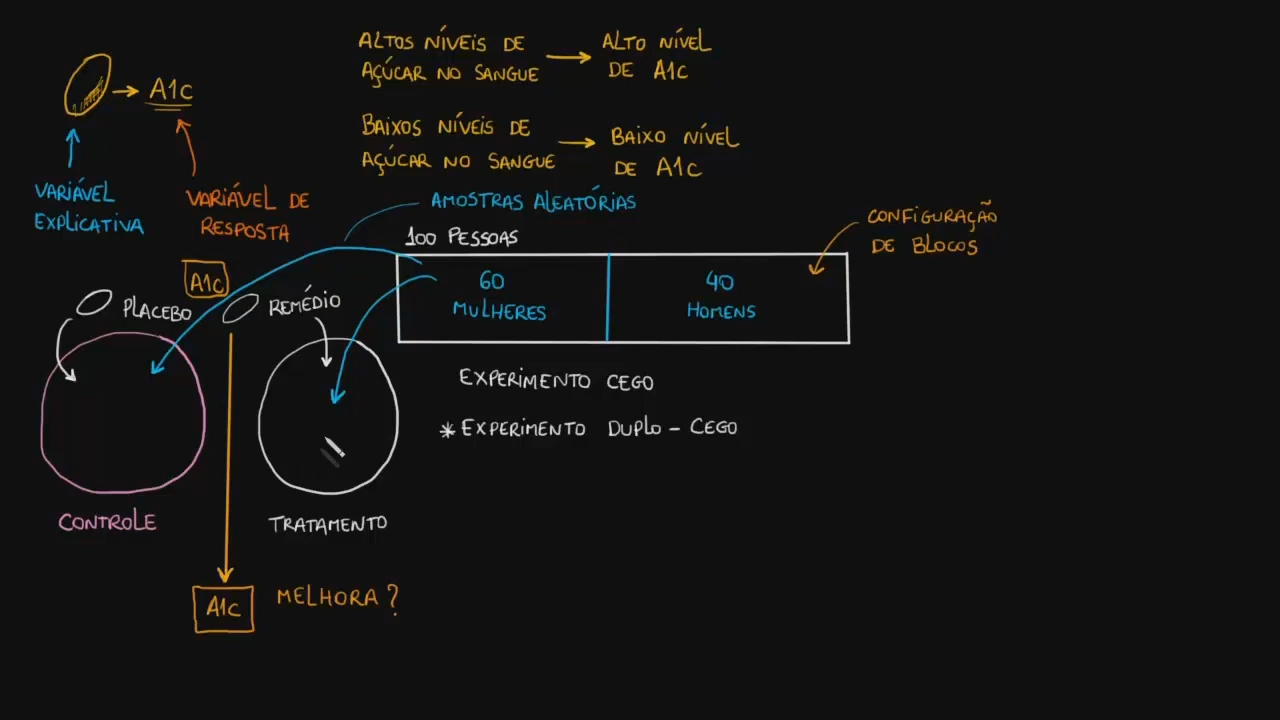 ALTOS NÍVEIS DE
AÇÚCAR NO SANGUE
ALTO NÍVEL
DE A1C
A1C
BAIXOS NÍVEIS DE
AÇÚCAR NO SANGUE
BAIXO NÍVEL
DE A1C
VARIÁVEL
EXPLICATIVA
VARIÁVEL DE
RESPOSTA
AMOSTRAS ALEATÓRIAS
CONFIGURAÇÃO
DE BLOCOS
100 PESSOAS
60
MULHERES
40
HOMENS
A1C
PLACEBO
REMÉDIO
EXPERIMENTO CEGO
*EXPERIMENTO DUPLO - CEGO
CONTROLE
TRATAMENTO
A1C
MELHORA?